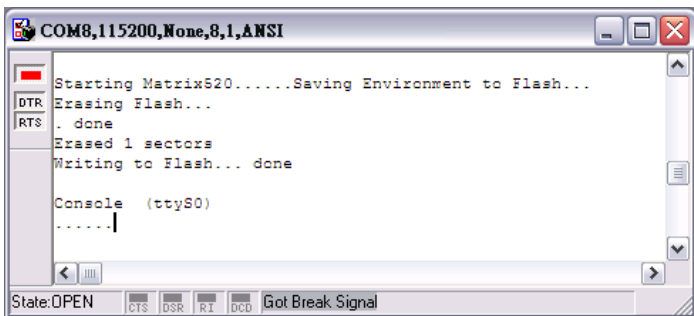 COM8,115200,None,8,1,ANSI
Starting Matrix520......Saving Environment to Flash...
DTR
Erasing Flash...
RTS
. done
Erased 1 sectors
Writing to Flash... done
Console (ttyS0)
......
State:OPEN CTS DSR RI DCD Got Break Signal